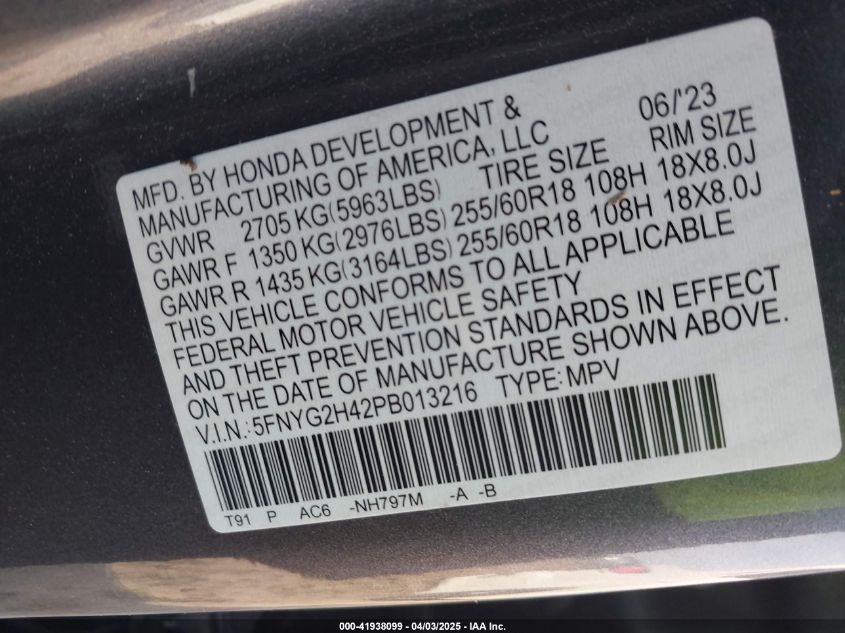 06/'23
MFD. BY HONDA DEVELOPMENT &
MANUFACTURING OF AMERICA, LLC
GVWR 2705 KG(5963LBS) TIRE SIZE RIM SIZE
GAWR F 1350 KG(2976LBS) 255/60R18 108H 18X8.0J
GAWR R 1435 KG(3164LBS) 255/60R18 108H 18X8.0J
THIS VEHICLE CONFORMS TO ALL APPLICABLE
FEDERAL MOTOR VEHICLE SAFETY
AND THEFT PREVENTION STANDARDS IN EFFECT
ON THE DATE OF MANUFACTURE SHOWN ABOVE.
V.I.N.:5FNYG2H42PB013216 TYPE:MPV
T91 P AC6 -NH797M -A -B
000-41938099 - 04/03/2025 - IAA Inc.